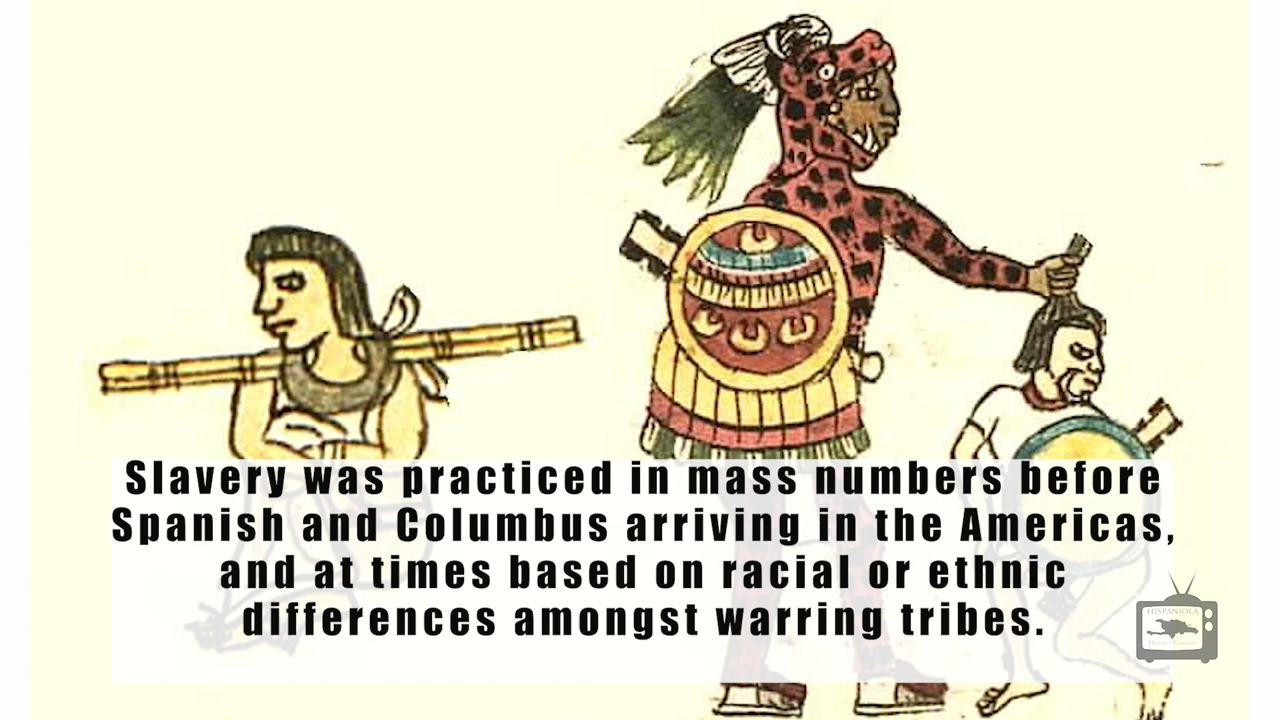 Slavery was practiced in mass numbers before
Spanish and Columbus arriving in the Americas,
and at times based on racial or ethnic
differences amongst warring tribes.
HISPANIOLA